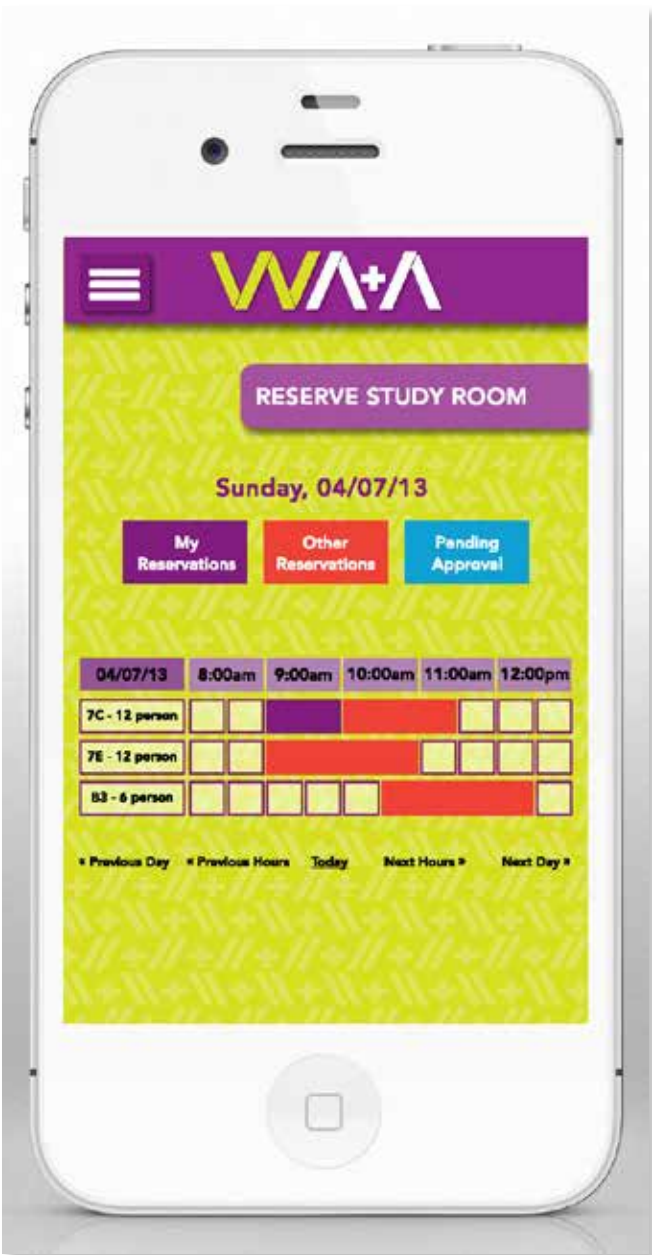 WA+A
RESERVE STUDY ROOM
Sunday, 04/07/13
My
Reservations
Other
Reservations
Pending
Approval
04/07/13 8:00am 9:00am 10:00am 11:00am 12:00pm
7C - 12 person
7E - 12 person
B3 - 6 person
« Previous Day « Previous Hours Today Next Hours » Next Day »